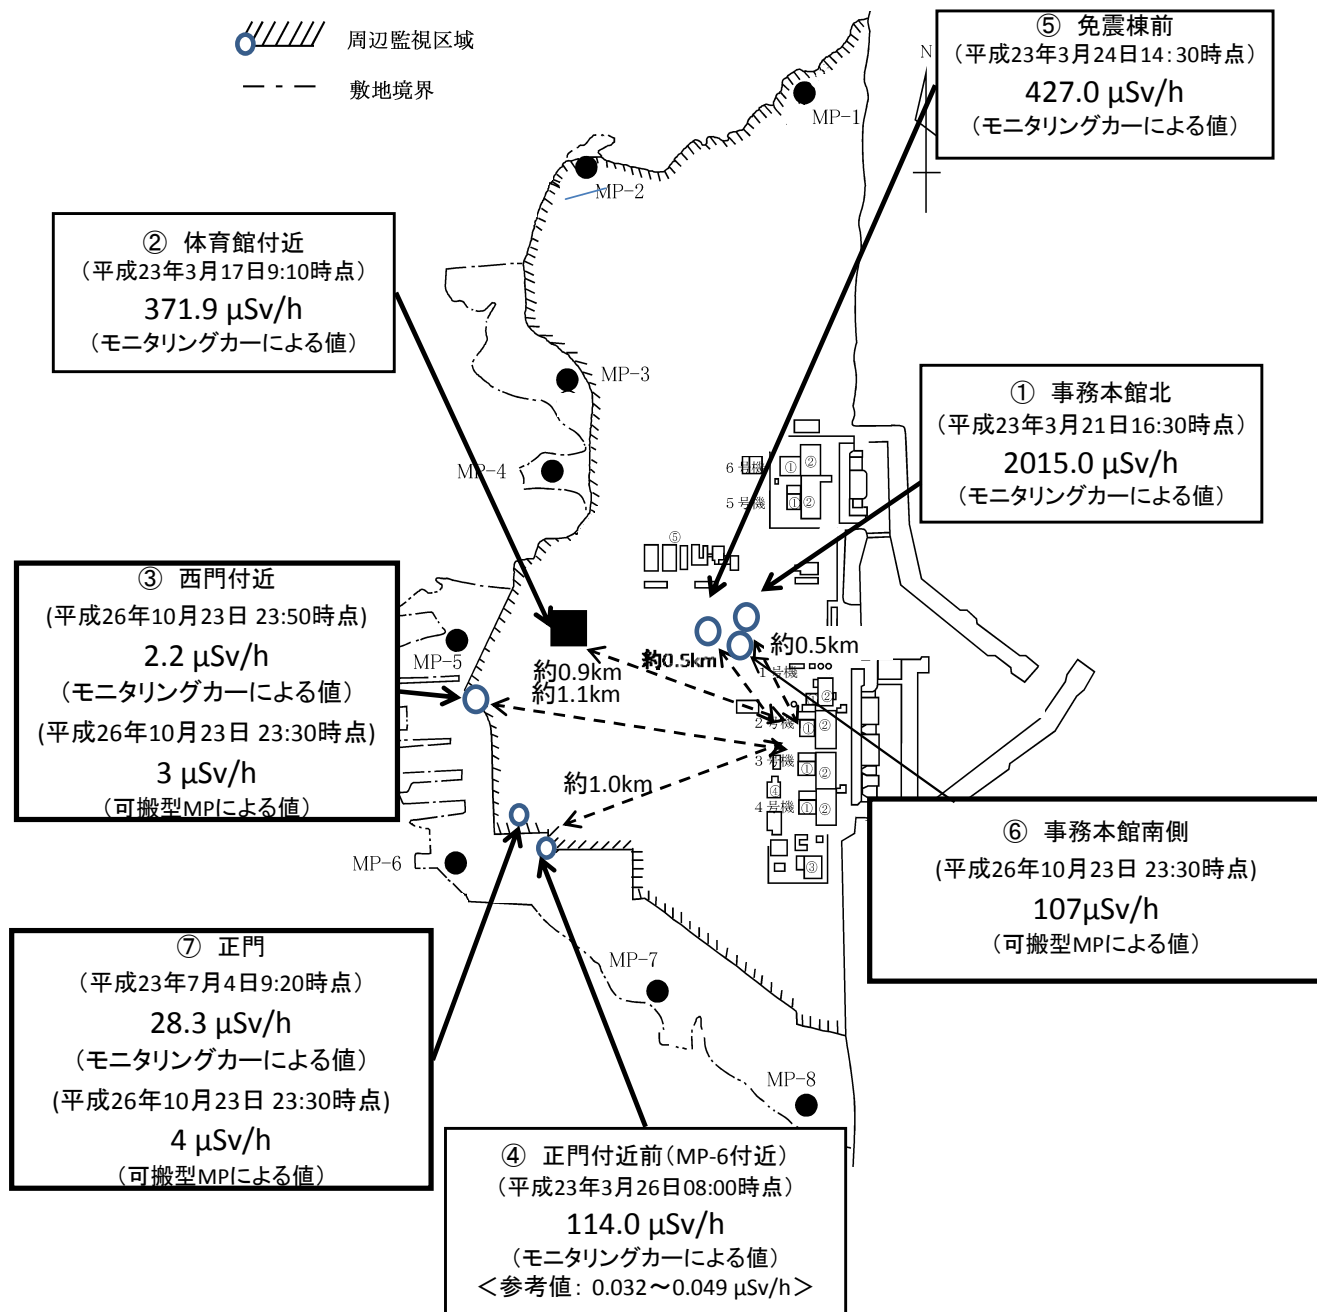 周辺監視区域
敷地境界
⑤ 免震棟前
(平成23年3月24日14:30時点)
427.0 μSv/h
(モニタリングカーによる値)
N
MP-1
MP-2
② 体育館付近
(平成23年3月17日9:10時点)
371.9 μSv/h
(モニタリングカーによる値)
MP-3
MP-4
① 事務本館北
(平成23年3月21日16:30時点)
2015.0 μSv/h
(モニタリングカーによる値)
6号機
① ②
5号機
① ②
⑤
③ 西門付近
(平成26年10月23日 23:50時点)
2.2 μSv/h
(モニタリングカーによる値)
(平成26年10月23日 23:30時点)
3 μSv/h
(可搬型MPによる値)
MP-5
約0.9km
約1.1km
約0.5km
約0.5km
1号機
②
2号機
① ②
3号機
① ②
④
4号機
① ②
③
約1.0km
MP-6
⑥ 事務本館南側
(平成26年10月23日 23:30時点)
107μSv/h
(可搬型MPによる値)
⑦ 正門
(平成23年7月4日9:20時点)
28.3 μSv/h
(モニタリングカーによる値)
(平成26年10月23日 23:30時点)
4 μSv/h
(可搬型MPによる値)
MP-7
MP-8
④ 正門付近前(MP-6付近)
(平成23年3月26日08:00時点)
114.0 μSv/h
(モニタリングカーによる値)
<参考値: 0.032～0.049 μSv/h>